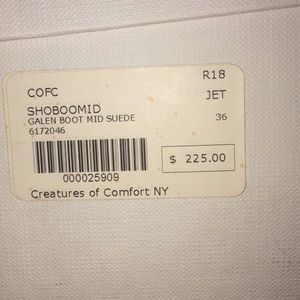 R18
COFC JET
SHOBOOMID
GALEN BOOT MID SUEDE 36
6172046
$ 225.00
000025909
Creatures of Comfort NY